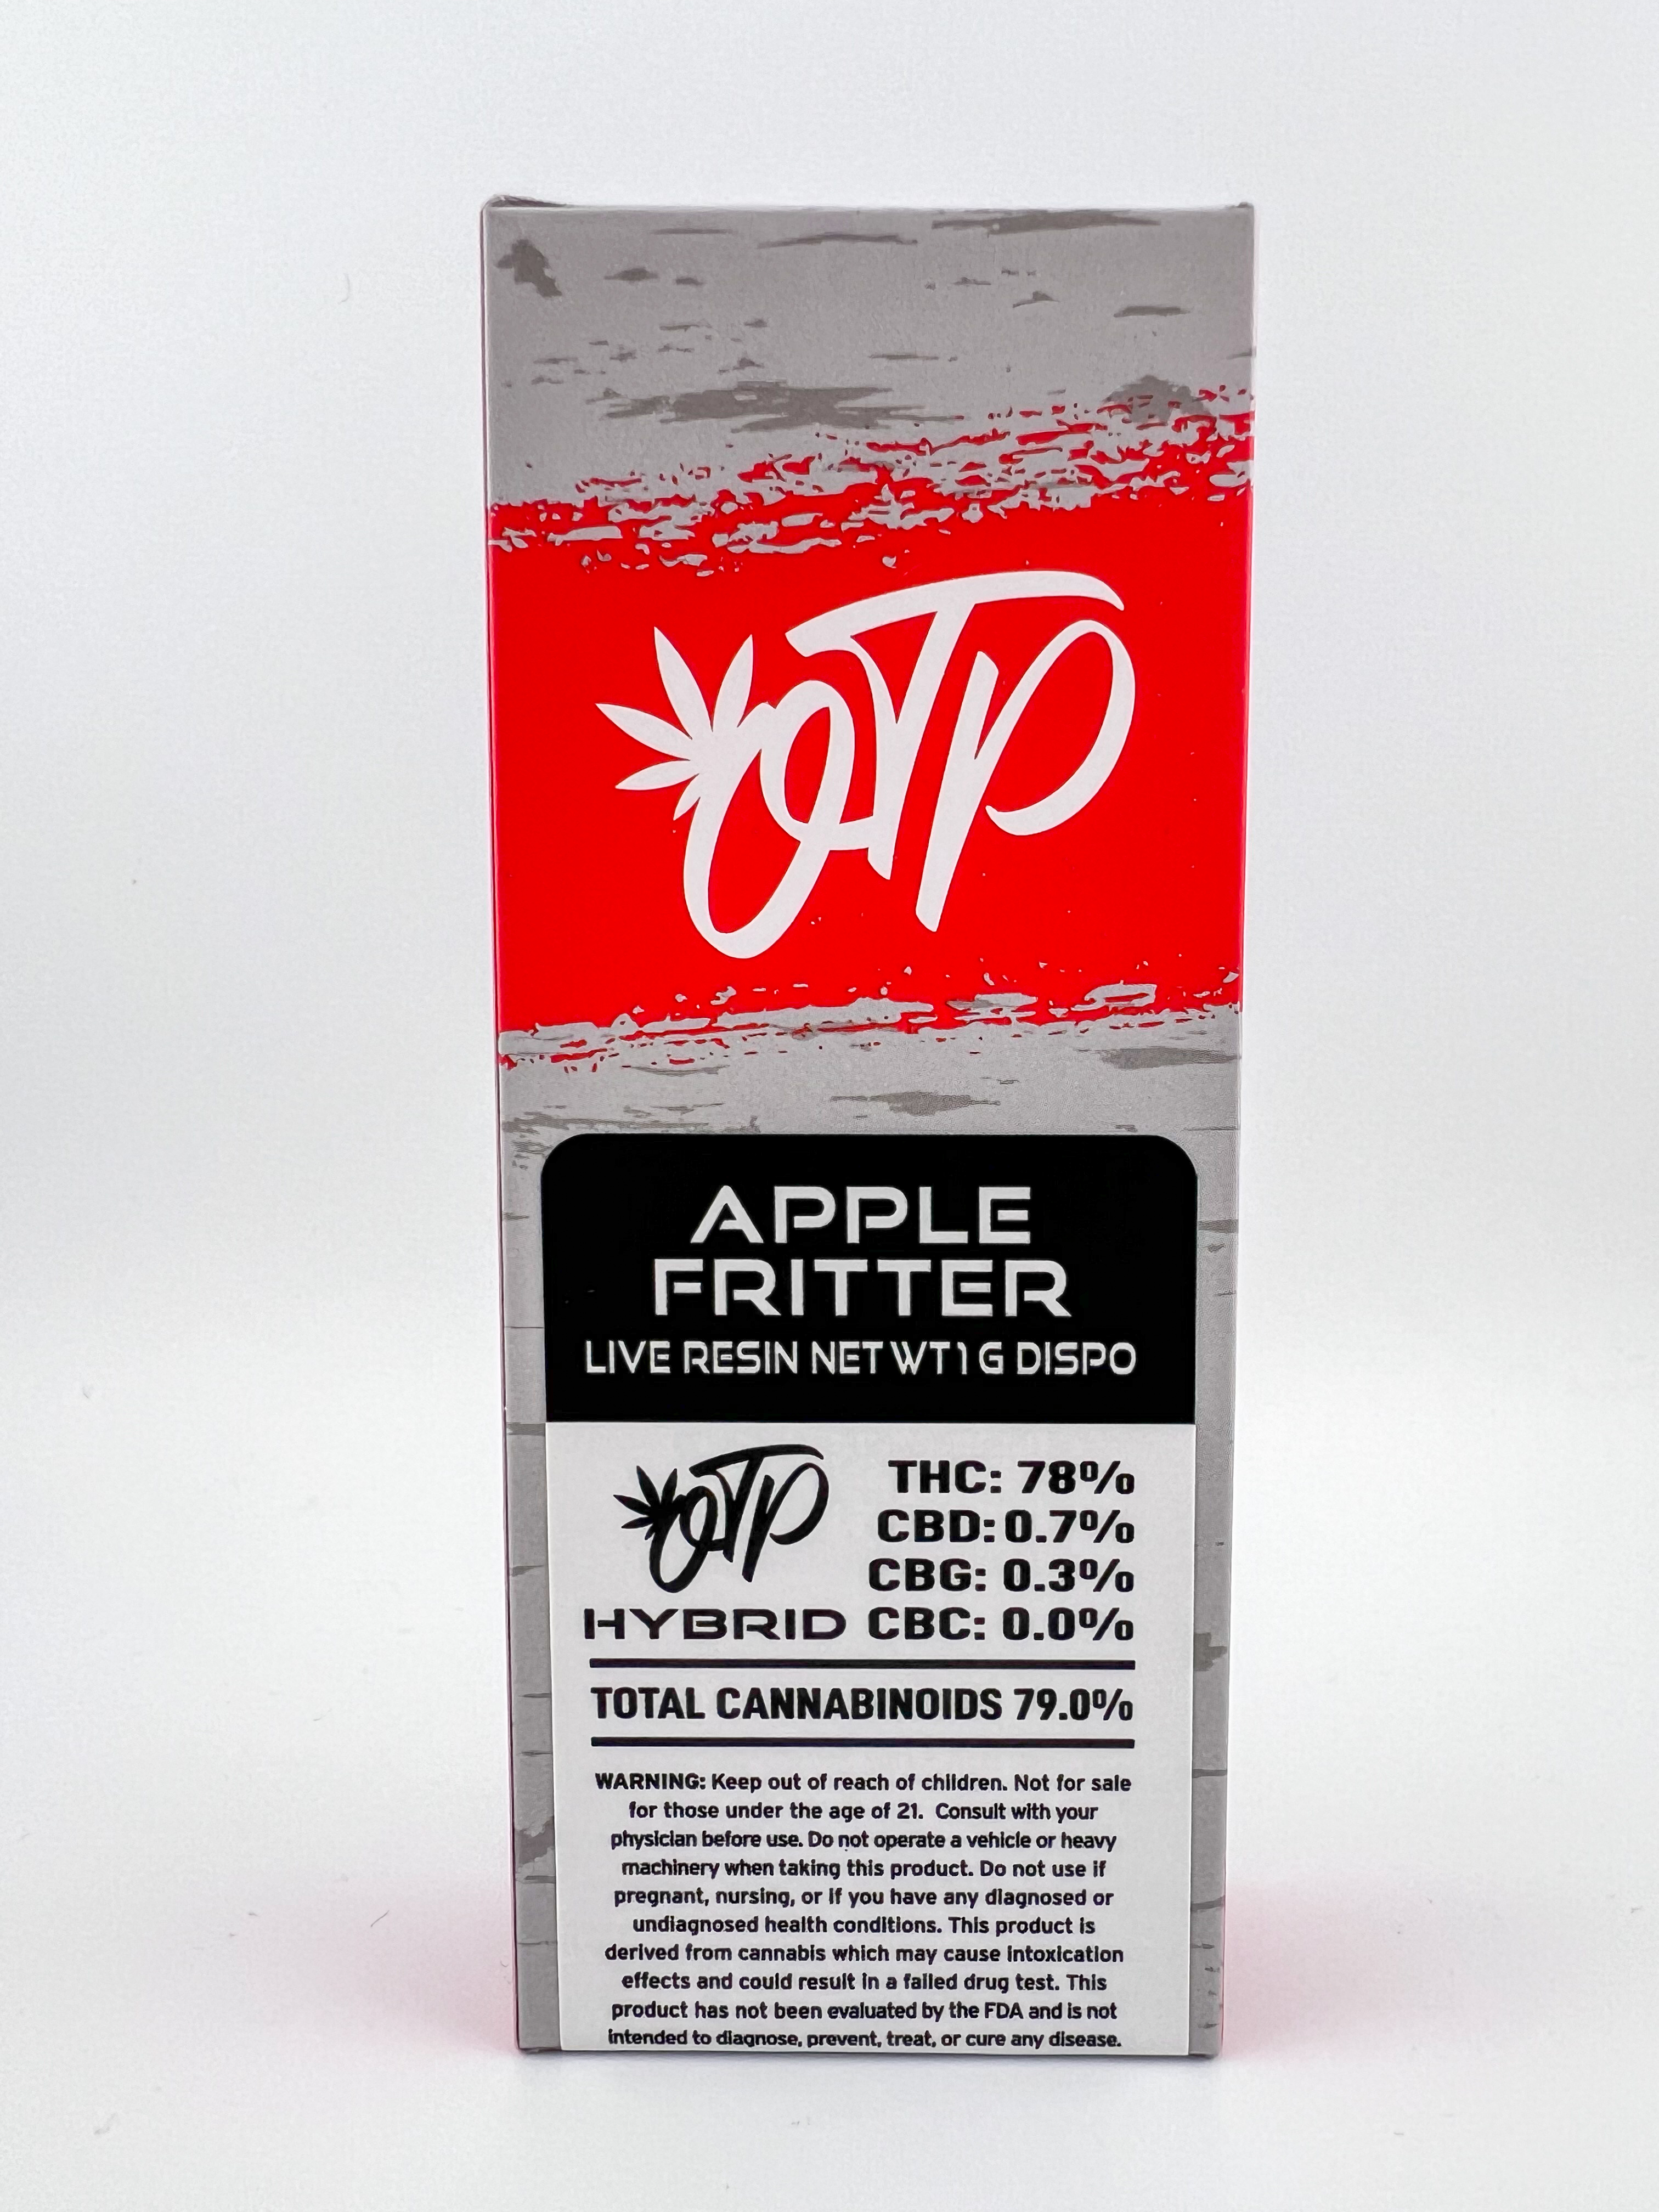 OTP
APPLE
FRITTER
LIVE RESIN NET WT 1 G DISPO
OTP
HYBRID
THC: 78%
CBD: 0.7%
CBG: 0.3%
CBC: 0.0%
TOTAL CANNABINOIDS 79.0%
WARNING: Keep out of reach of children. Not for sale
for those under the age of 21. Consult with your
physician before use. Do not operate a vehicle or heavy
machinery when taking this product. Do not use if
pregnant, nursing, or if you have any diagnosed or
undiagnosed health conditions. This product is
derived from cannabis which may cause intoxication
effects and could result in a failed drug test. This
product has not been evaluated by the FDA and is not
intended to diagnose, prevent, treat, or cure any disease.